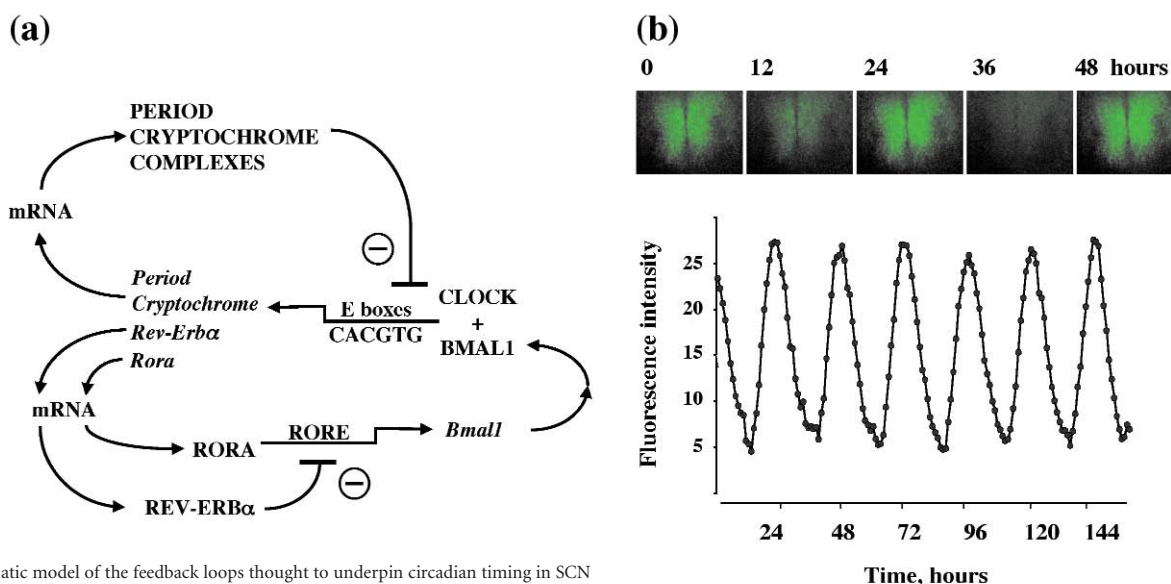 (a)
PERIOD
CRYPTOCHROME
COMPLEXES
mRNA
Period
Cryptochrome
Rev-Erbα
Rora
E boxes
CACGTG
CLOCK
+
BMAL1
mRNA
RORA
RORE
Bmal1
REV-ERBα
−
−
atic model of the feedback loops thought to underpin circadian timing in SCN
(b)
0 12 24 36 48 hours
Fluorescence intensity
25
20
15
10
5
24 48 72 96 120 144
Time, hours